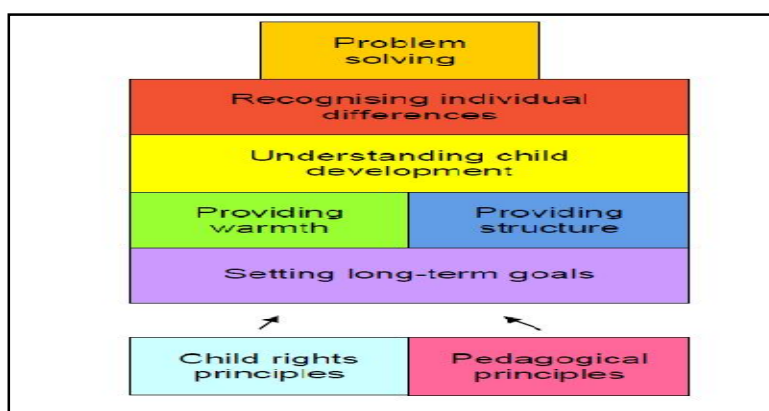 Problem
solving
Recognising individual
differences
Understanding child
development
Providing
warmth
Providing
structure
Setting long-term goals
Child rights
principles
Pedagogical
principles